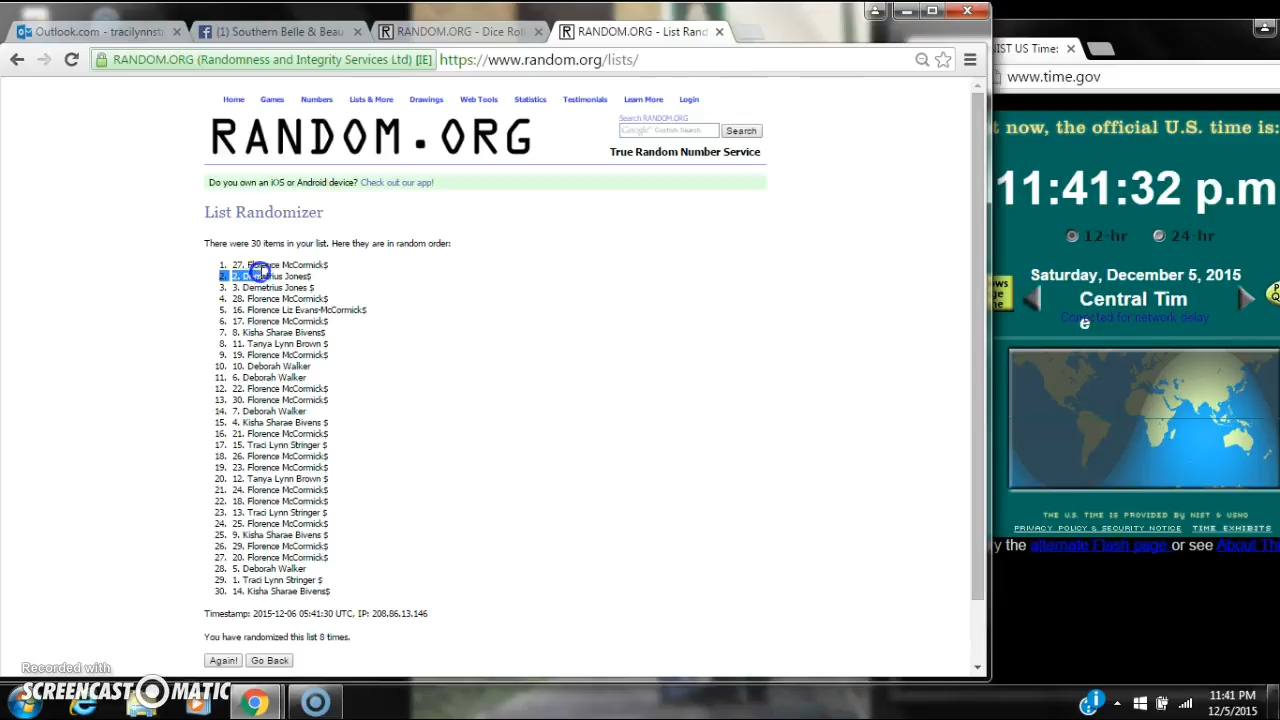 Outlook.com - tracilynnstr
(1) Southern Belle & Beau
RANDOM.ORG - Dice Roll
RANDOM.ORG - List Rand
RANDOM.ORG (Randomness and Integrity Services Ltd) [IE]
https://www.random.org/lists/
Home Games Numbers Lists & More Drawings Web Tools Statistics Testimonials Learn More Login
RANDOM.ORG
Search RANDOM.ORG
Google Custom Search
Search
True Random Number Service
Do you own an iOS or Android device? Check out our app!
List Randomizer
There were 30 items in your list. Here they are in random order:
1. 27. Florence McCormick$
2. 2. Demetrius Jones$
3. 3. Demetrius Jones $
4. 28. Florence McCormick$
5. 16. Florence Liz Evans-McCormick$
6. 17. Florence McCormick$
7. 8. Kisha Sharae Bivens$
8. 11. Tanya Lynn Brown $
9. 19. Florence McCormick$
10. 10. Deborah Walker
11. 6. Deborah Walker
12. 22. Florence McCormick$
13. 30. Florence McCormick$
14. 7. Deborah Walker
15. 4. Kisha Sharae Bivens $
16. 21. Florence McCormick$
17. 15. Traci Lynn Stringer $
18. 26. Florence McCormick$
19. 23. Florence McCormick$
20. 12. Tanya Lynn Brown $
21. 24. Florence McCormick$
22. 18. Florence McCormick$
23. 13. Traci Lynn Stringer $
24. 25. Florence McCormick$
25. 9. Kisha Sharae Bivens $
26. 29. Florence McCormick$
27. 20. Florence McCormick$
28. 5. Deborah Walker
29. 1. Traci Lynn Stringer $
30. 14. Kisha Sharae Bivens$
Timestamp: 2015-12-06 05:41:30 UTC, IP: 208.86.13.146
You have randomized this list 8 times.
Again! Go Back
NIST US Time:
www.time.gov
t now, the official U.S. time is:
11:41:32 p.m
12-hr 24-hr
Saturday, December 5, 2015
Central Tim
e
Corrected for network delay
THE U.S. TIME IS PROVIDED BY NIST & USNO
PRIVACY POLICY & SECURITY NOTICE TIME EXHIBITS
y the alternate Flash page or see About Th
Recorded with
SCREENCAST MATIC
11:41 PM
12/5/2015